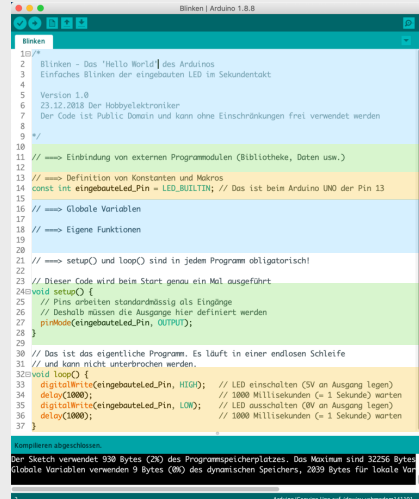 Blinken | Arduino 1.8.8
Blinken
1 /*
2 Blinken - Das 'Hello World' des Arduinos
3 Einfaches Blinken der eingebauten LED im Sekundentakt
4
5 Version 1.0
6 23.12.2018 Der Hobbyelektroniker
7 Der Code ist Public Domain und kann ohne Einschränkungen frei verwendet werden
8
9 */
10
11 // ===> Einbindung von externen Programmodulen (Bibliotheke, Daten usw.)
12
13 // ===> Definition von Konstanten und Makros
14 const int eingebauteLed_Pin = LED_BUILTIN; // Das ist beim Arduino UNO der Pin 13
15
16 // ===> Globale Variablen
17
18 // ===> Eigene Funktionen
19
20
21 // ===> setup() und loop() sind in jedem Programm obligatorisch!
22
23 // Dieser Code wird beim Start genau ein Mal ausgeführt
24 void setup() {
25 // Pins arbeiten standardmässig als Eingänge
26 // Deshalb müssen die Ausgange hier definiert werden
27 pinMode(eingebauteLed_Pin, OUTPUT);
28 }
29
30 // Das ist das eigentliche Programm. Es läuft in einer endlosen Schleife
31 // und kann nicht unterbrochen werden.
32 void loop() {
33 digitalWrite(eingebauteLed_Pin, HIGH); // LED einschalten (5V an Ausgang legen)
34 delay(1000); // 1000 Millisekunden (= 1 Sekunde) warten
35 digitalWrite(eingebauteLed_Pin, LOW); // LED ausschalten (0V an Ausgang legen)
36 delay(1000); // 1000 Millisekunden (= 1 Sekunde) warten
37 }
Kompilieren abgeschlossen.
Der Sketch verwendet 930 Bytes (2%) des Programmspeicherplatzes. Das Maximum sind 32256 Bytes
Globale Variablen verwenden 9 Bytes (0%) des dynamischen Speichers, 2039 Bytes für lokale Var